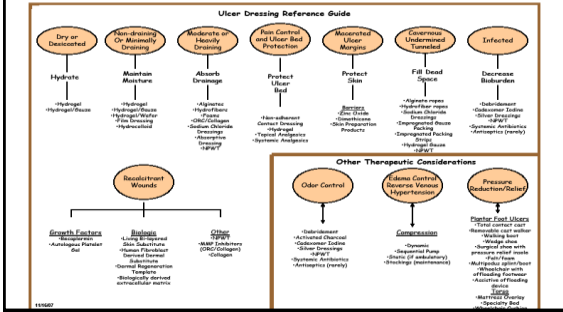 Ulcer Dressing Reference Guide
Dry or
Desiccated
Hydrate
•Hydrogel
•Hydrogel/Gauze
Non-draining
Or Minimally
Draining
Maintain
Moisture
•Hydrogel
•Hydrogel/Gauze
•Hydrogel/Wafer
•Film Dressing
•Hydrocolloid
Moderate or
Heavily
Draining
Absorb
Drainage
•Alginates
•Hydrofibers
•Foams
•ORC/Collagen
•Sodium Chloride
Dressings
•Absorptive
Dressing
•NPWT
Pain Control
and Ulcer Bed
Protection
Protect
Ulcer
Bed
•Non-adherent
Contact Dressing
•Hydrogel
•Topical Analgesics
•Systemic Analgesics
Macerated
Ulcer
Margins
Protect
Skin
Barriers
•Zinc Oxide
•Dimethicone
•Skin Preparation
Products
Cavernous
Undermined
Tunneled
Fill Dead
Space
•Alginate ropes
•Hydrofiber ropes
•Sodium Chloride
Dressings
•Impregnated Gauze
Packing
•Impregnated Packing
Strips
•Hydrogel Gauze
•NPWT
Infected
Decrease
Bioburden
•Debridement
•Cadexomer Iodine
•Silver Dressings
•NPWT
•Systemic Antibiotics
•Antiseptics (rarely)
Recalcitrant
Wounds
Growth Factors
•Becaplermin
•Autologous Platelet
Gel
Biologic
•Living Bi-layered
Skin Substitute
•Human Fibroblast
Derived Dermal
Substitute
•Dermal Regeneration
Template
•Biologically derived
extracellular matrix
Other
•NPWT
•MMP Inhibitors
(ORC/Collagen)
•Collagen
Other Therapeutic Considerations
Odor Control
•Debridement
•Activated Charcoal
•Cadexomer Iodine
•Silver Dressings
•NPWT
•Systemic Antibiotics
•Antiseptics (rarely)
Edema Control
Reverse Venous
Hypertension
Compression
•Dynamic
•Sequential Pump
•Static (if ambulatory)
•Stockings (maintenance)
Pressure
Reduction/Relief
Plantar Foot Ulcers
•Total contact cast
•Removable cast walker
•Walking boot
•Wedge shoe
•Surgical shoe with
pressure relief insole
•Felt/foam
•Multipodus splint/boot
•Wheelchair with
offloading footwear
•Assistive offloading
device
Torso
•Mattress Overlay
•Specialty Bed
•Wheelchair Cushion
11/15/07